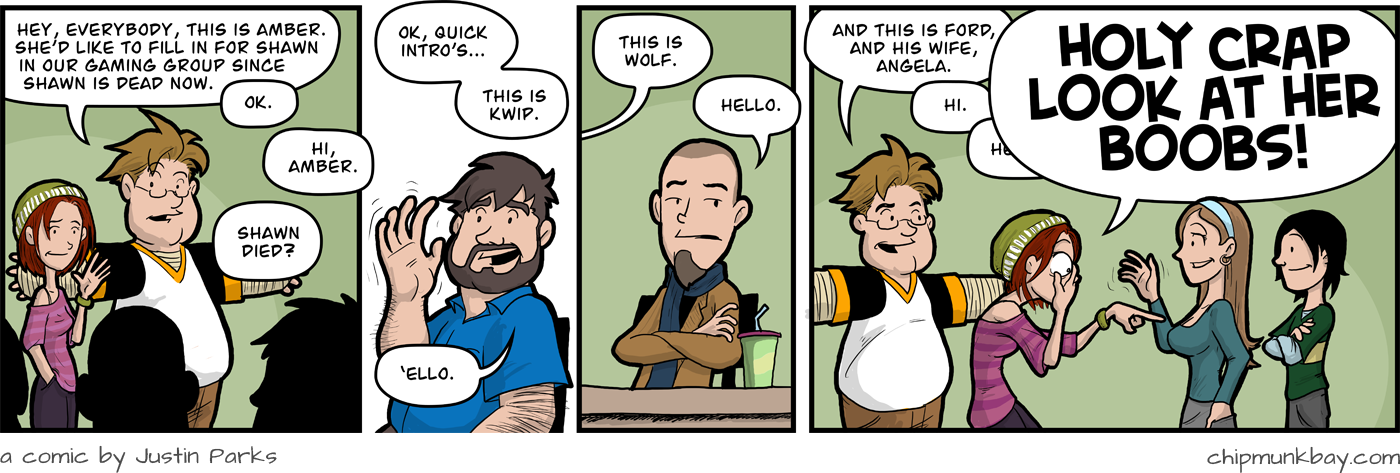 HEY, EVERYBODY, THIS IS AMBER.
SHE'D LIKE TO FILL IN FOR SHAWN
IN OUR GAMING GROUP SINCE
SHAWN IS DEAD NOW.
OK.
HI,
AMBER.
SHAWN
DIED?
OK, QUICK
INTRO'S...
THIS IS
KWIP.
'ELLO.
THIS IS
WOLF.
HELLO.
AND THIS IS FORD,
AND HIS WIFE,
ANGELA.
HI.
HOLY CRAP
LOOK AT HER
BOOBS!
a comic by Justin Parks
chipmunkbay.com